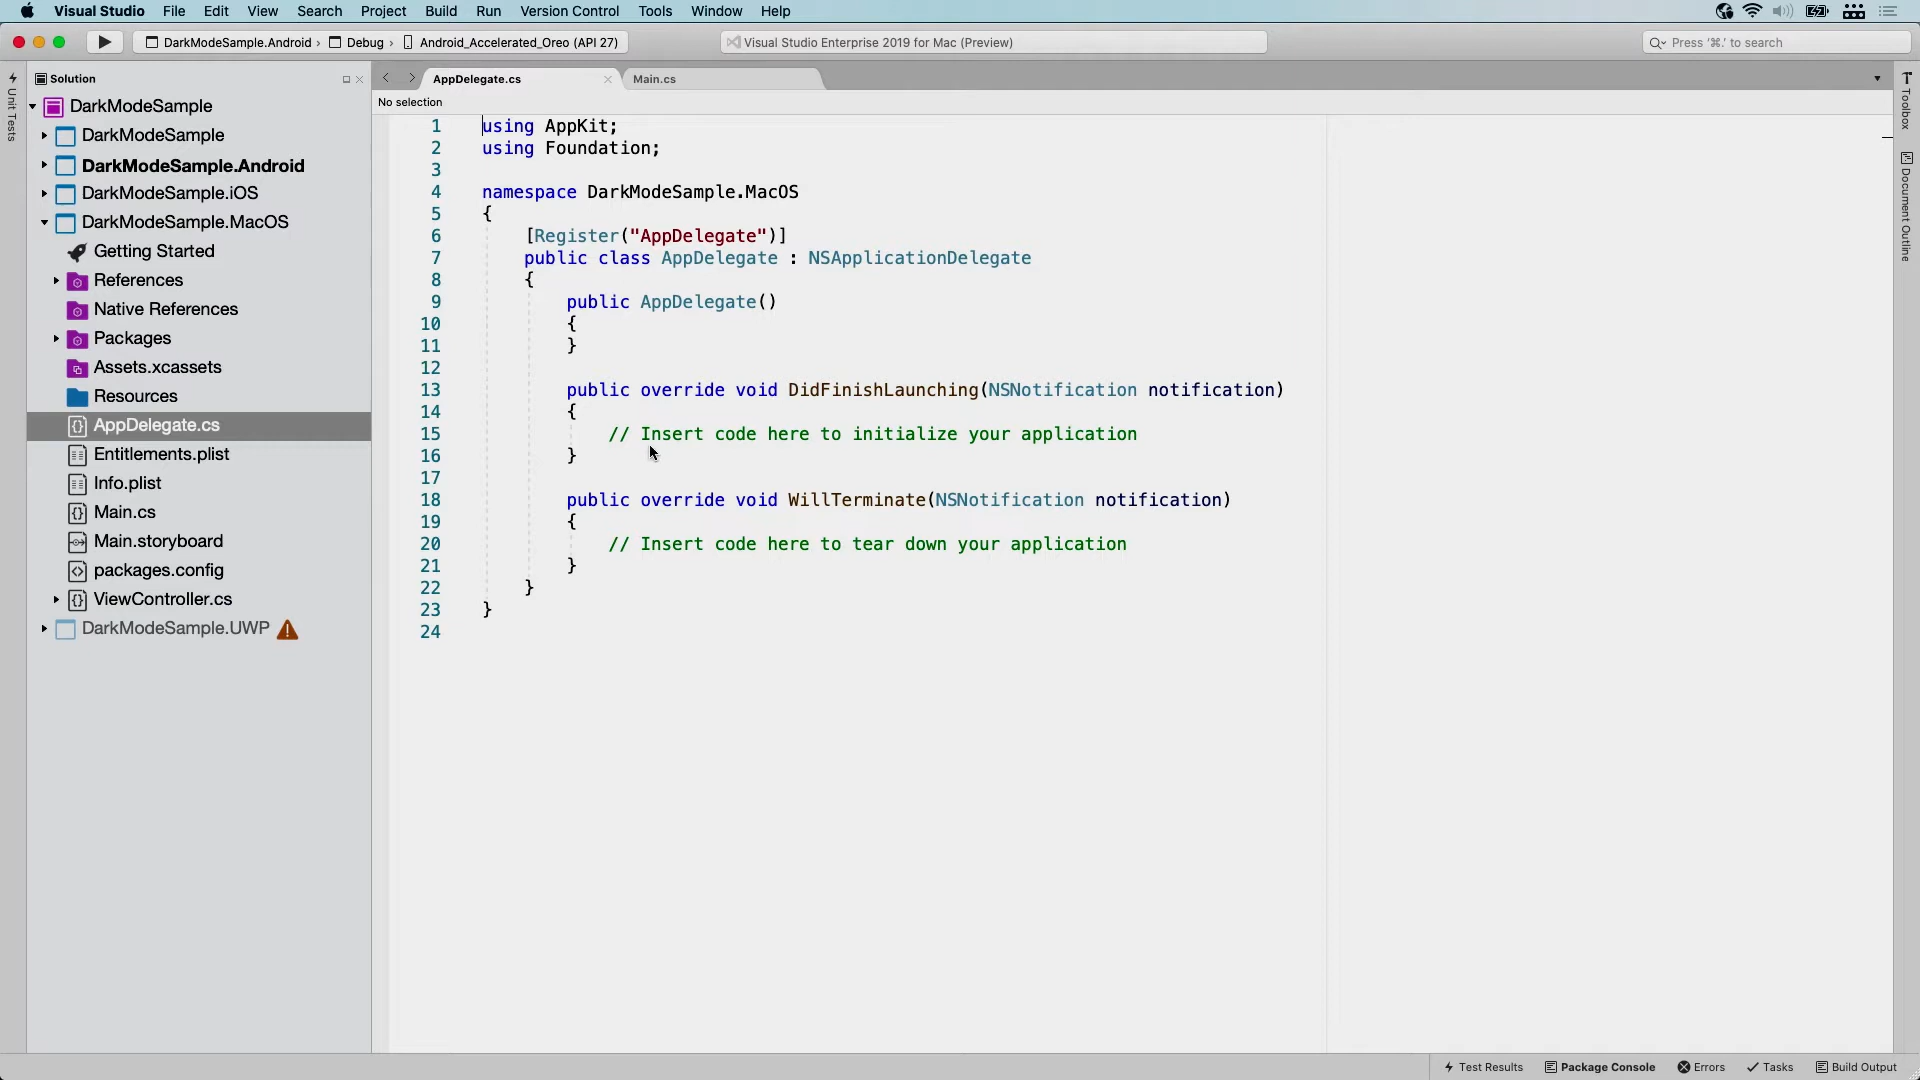 Visual Studio File Edit View Search Project Build Run Version Control Tools Window Help
DarkModeSample.Android › Debug › Android_Accelerated_Oreo (API 27)
Visual Studio Enterprise 2019 for Mac (Preview)
Press '⌘.' to search
Unit Tests
Solution
DarkModeSample
DarkModeSample
DarkModeSample.Android
DarkModeSample.iOS
DarkModeSample.MacOS
Getting Started
References
Native References
Packages
Assets.xcassets
Resources
AppDelegate.cs
Entitlements.plist
Info.plist
Main.cs
Main.storyboard
packages.config
ViewController.cs
DarkModeSample.UWP
AppDelegate.cs Main.cs
No selection
1 using AppKit;
2 using Foundation;
3
4 namespace DarkModeSample.MacOS
5 {
6 [Register("AppDelegate")]
7 public class AppDelegate : NSApplicationDelegate
8 {
9 public AppDelegate()
10 {
11 }
12
13 public override void DidFinishLaunching(NSNotification notification)
14 {
15 // Insert code here to initialize your application
16 }
17
18 public override void WillTerminate(NSNotification notification)
19 {
20 // Insert code here to tear down your application
21 }
22 }
23 }
24
Toolbox
Document Outline
Test Results Package Console Errors Tasks Build Output